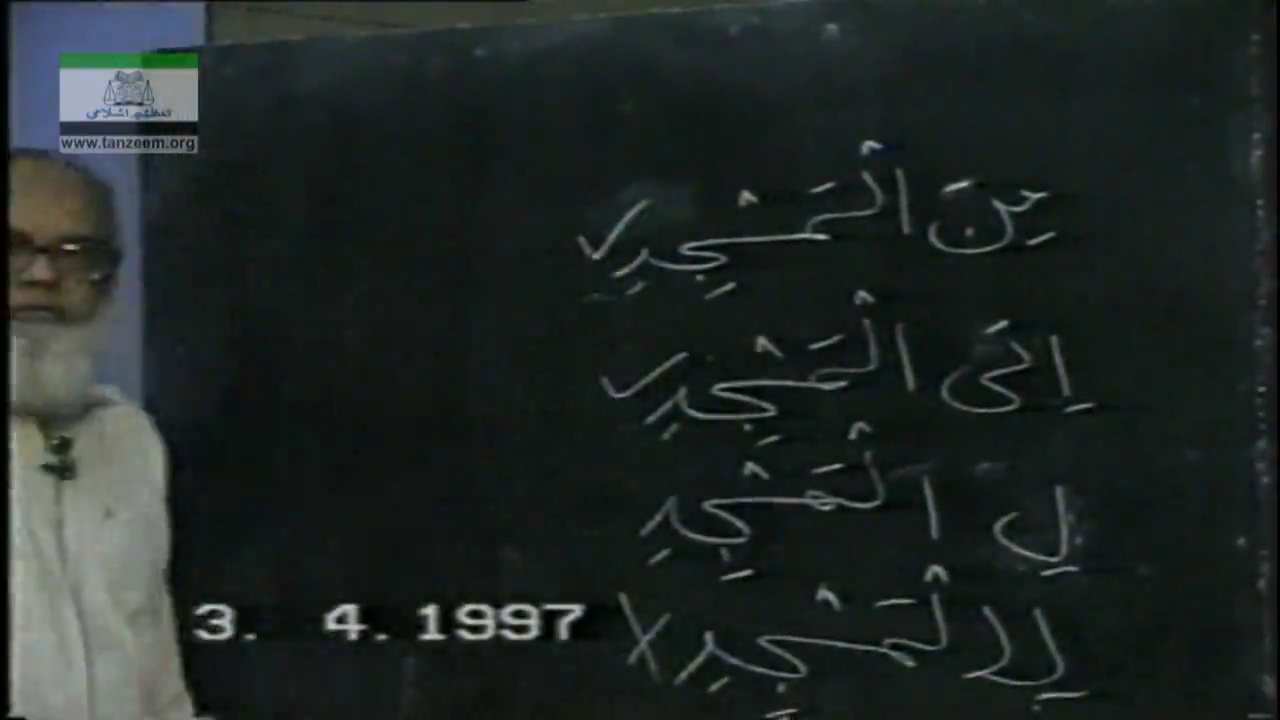 تنظیم اسلامی
www.tanzeem.org
مِنَ الْمَسْجِدِ ✓
اِلَى الْمَسْجِدِ ✓
لِ الْمَسْجِدِ
لِالْمَسْجِدِ X
3. 4.1997